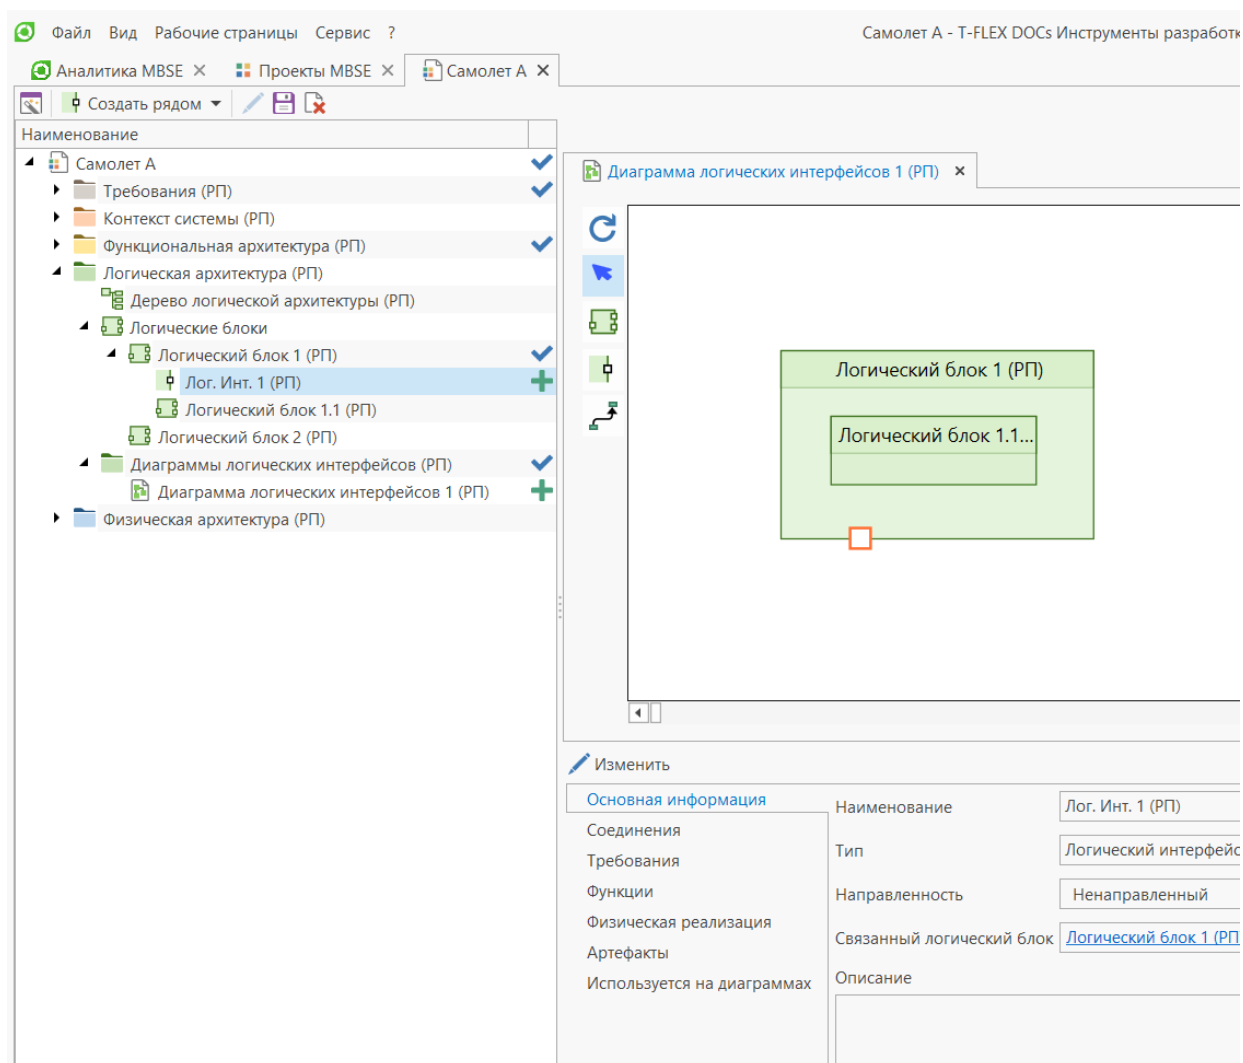 Файл Вид Рабочие страницы Сервис ?
Самолет А - T-FLEX DOCs Инструменты разработк
Аналитика MBSE Проекты MBSE Самолет А
Создать рядом
Наименование
Самолет А
Требования (РП)
Контекст системы (РП)
Функциональная архитектура (РП)
Логическая архитектура (РП)
Дерево логической архитектуры (РП)
Логические блоки
Логический блок 1 (РП)
Лог. Инт. 1 (РП)
Логический блок 1.1 (РП)
Логический блок 2 (РП)
Диаграммы логических интерфейсов (РП)
Диаграмма логических интерфейсов 1 (РП)
Физическая архитектура (РП)
Диаграмма логических интерфейсов 1 (РП)
Логический блок 1 (РП)
Логический блок 1.1...
Изменить
Основная информация
Соединения
Требования
Функции
Физическая реализация
Артефакты
Используется на диаграммах
Наименование Лог. Инт. 1 (РП)
Тип Логический интерфейс
Направленность Ненаправленный
Связанный логический блок Логический блок 1 (РП
Описание